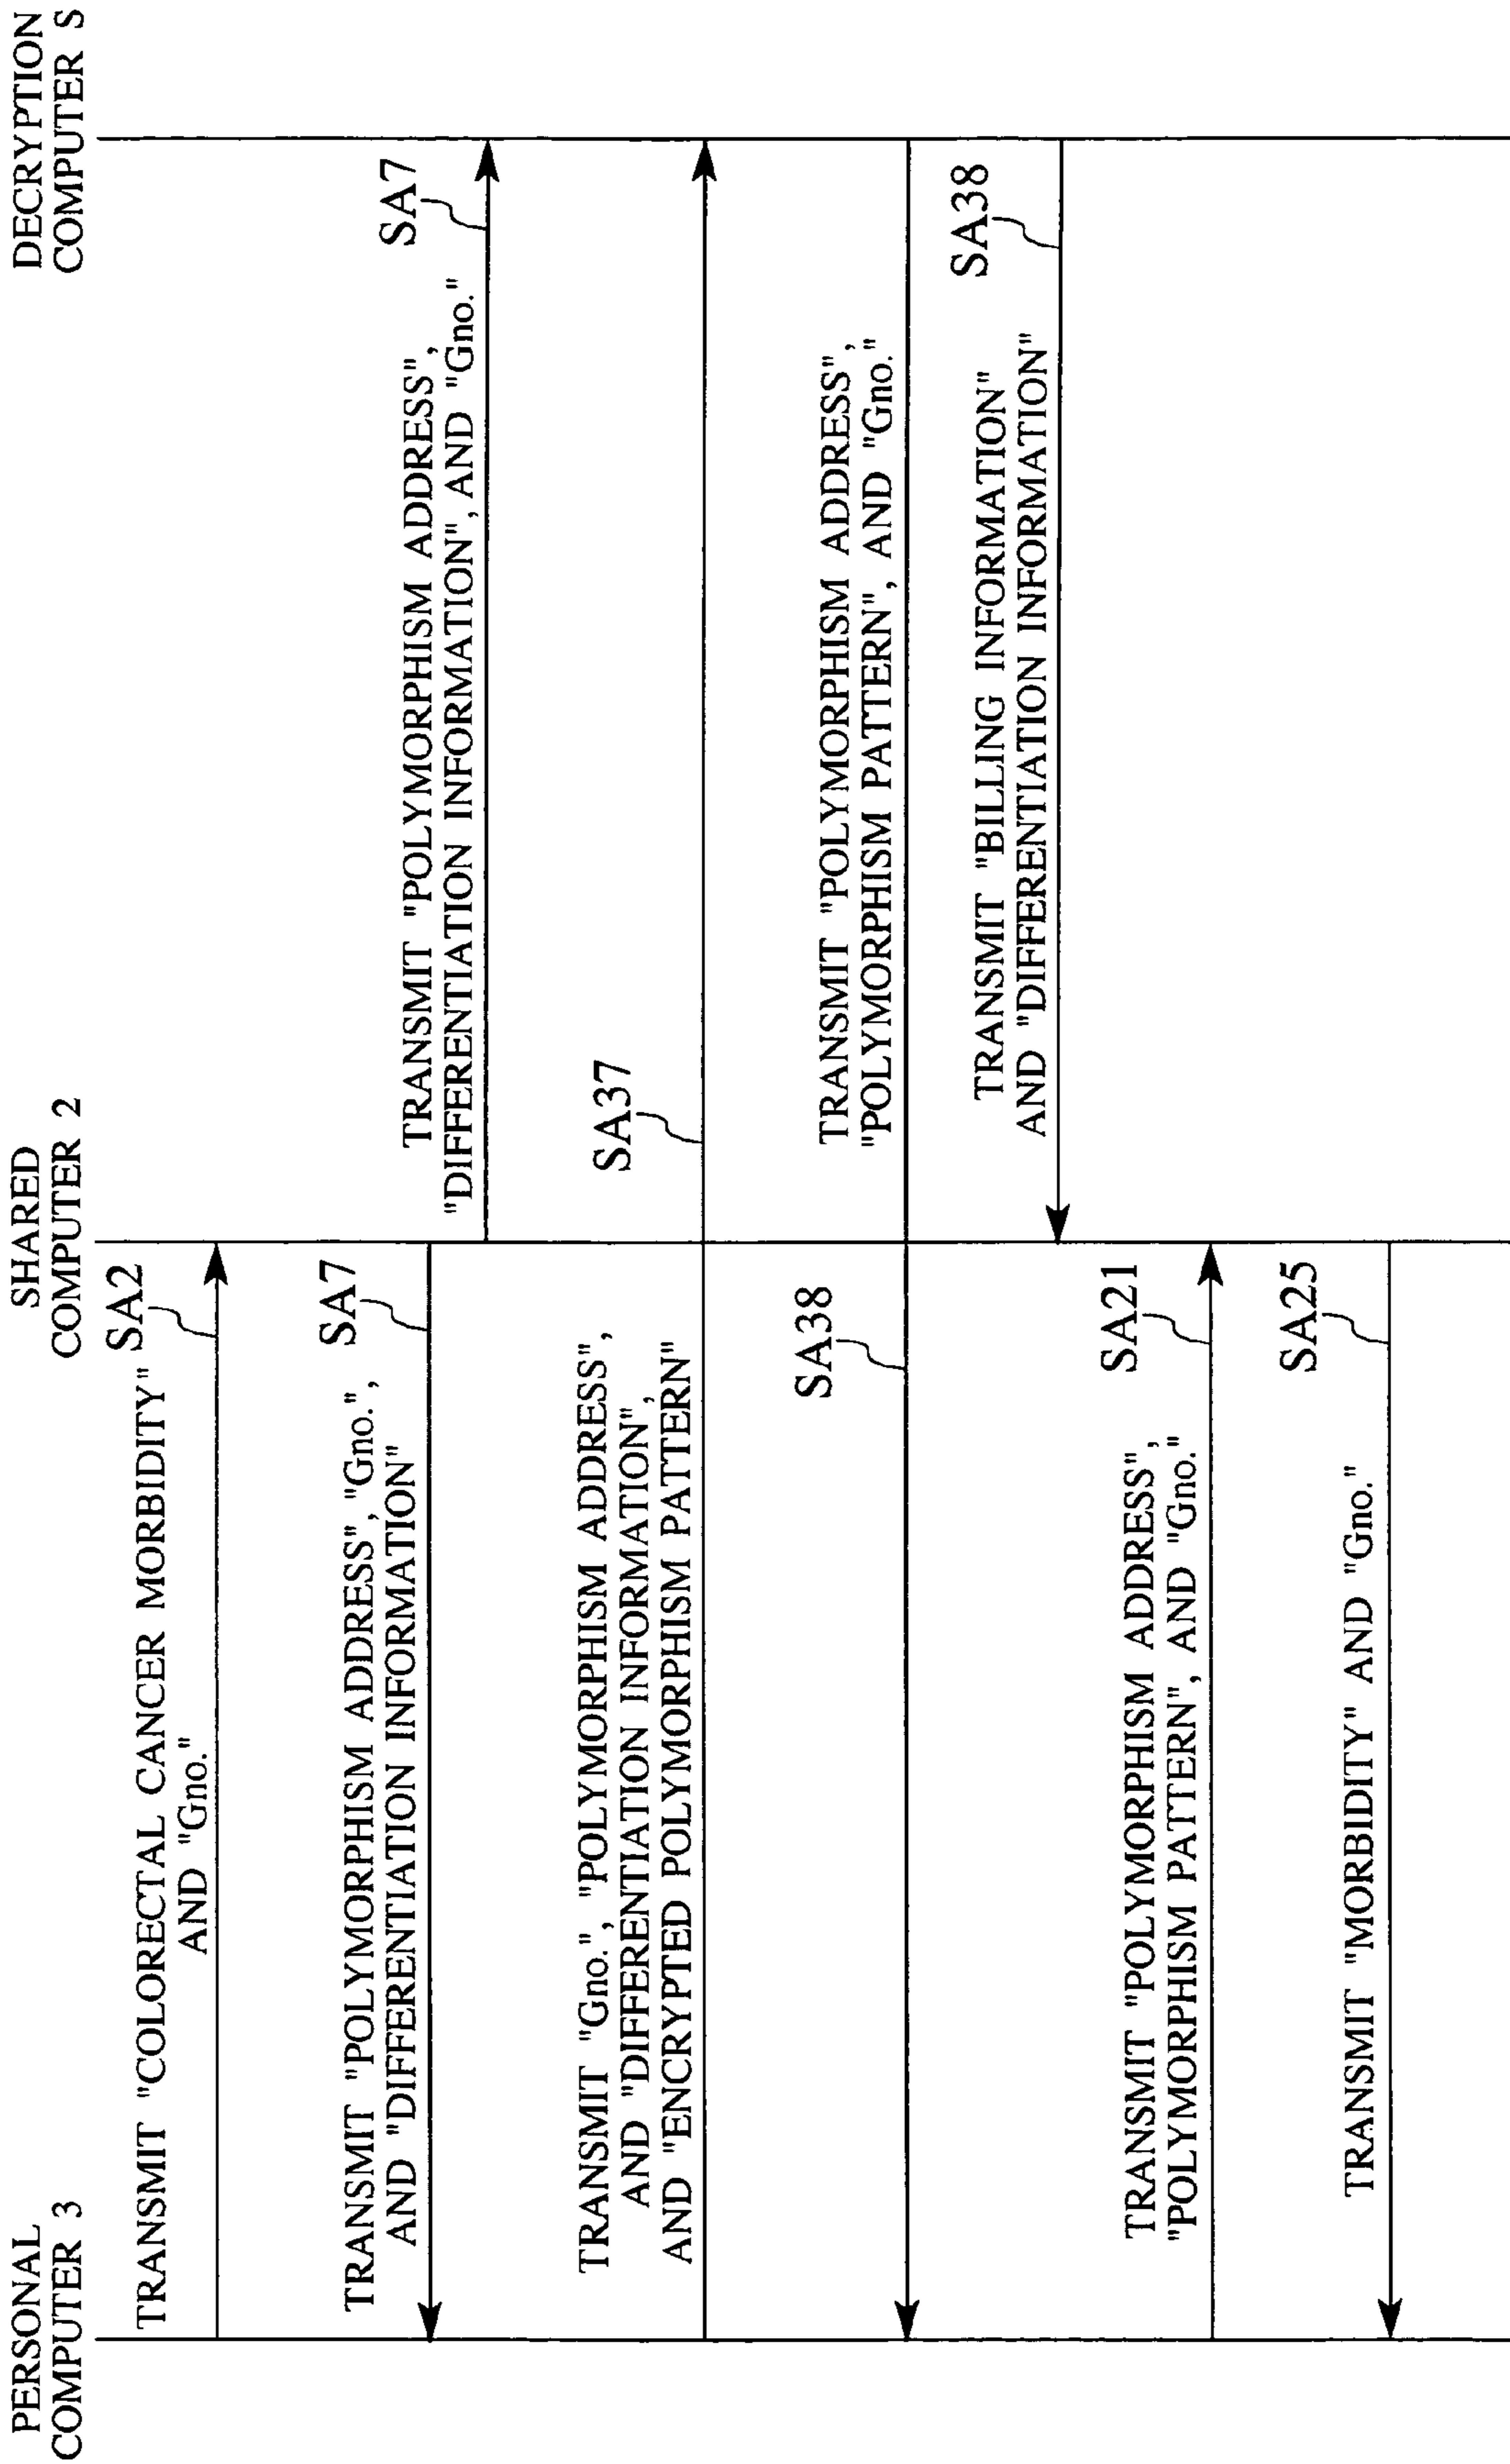 PERSONAL
COMPUTER 3
SHARED
COMPUTER 2
DECRYPTION
COMPUTER S
TRANSMIT "COLORECTAL CANCER MORBIDITY"
AND "Gno."
SA2
TRANSMIT "POLYMORPHISM ADDRESS", "Gno.",
AND "DIFFERENTIATION INFORMATION"
SA7
TRANSMIT "POLYMORPHISM ADDRESS",
"DIFFERENTIATION INFORMATION", AND "Gno."
SA7
TRANSMIT "Gno.", "POLYMORPHISM ADDRESS",
AND "DIFFERENTIATION INFORMATION",
AND "ENCRYPTED POLYMORPHISM PATTERN"
SA37
TRANSMIT "POLYMORPHISM ADDRESS",
"POLYMORPHISM PATTERN", AND "Gno."
SA38
TRANSMIT "BILLING INFORMATION"
AND "DIFFERENTIATION INFORMATION"
SA38
TRANSMIT "POLYMORPHISM ADDRESS",
"POLYMORPHISM PATTERN", AND "Gno."
SA21
TRANSMIT "MORBIDITY" AND "Gno."
SA25